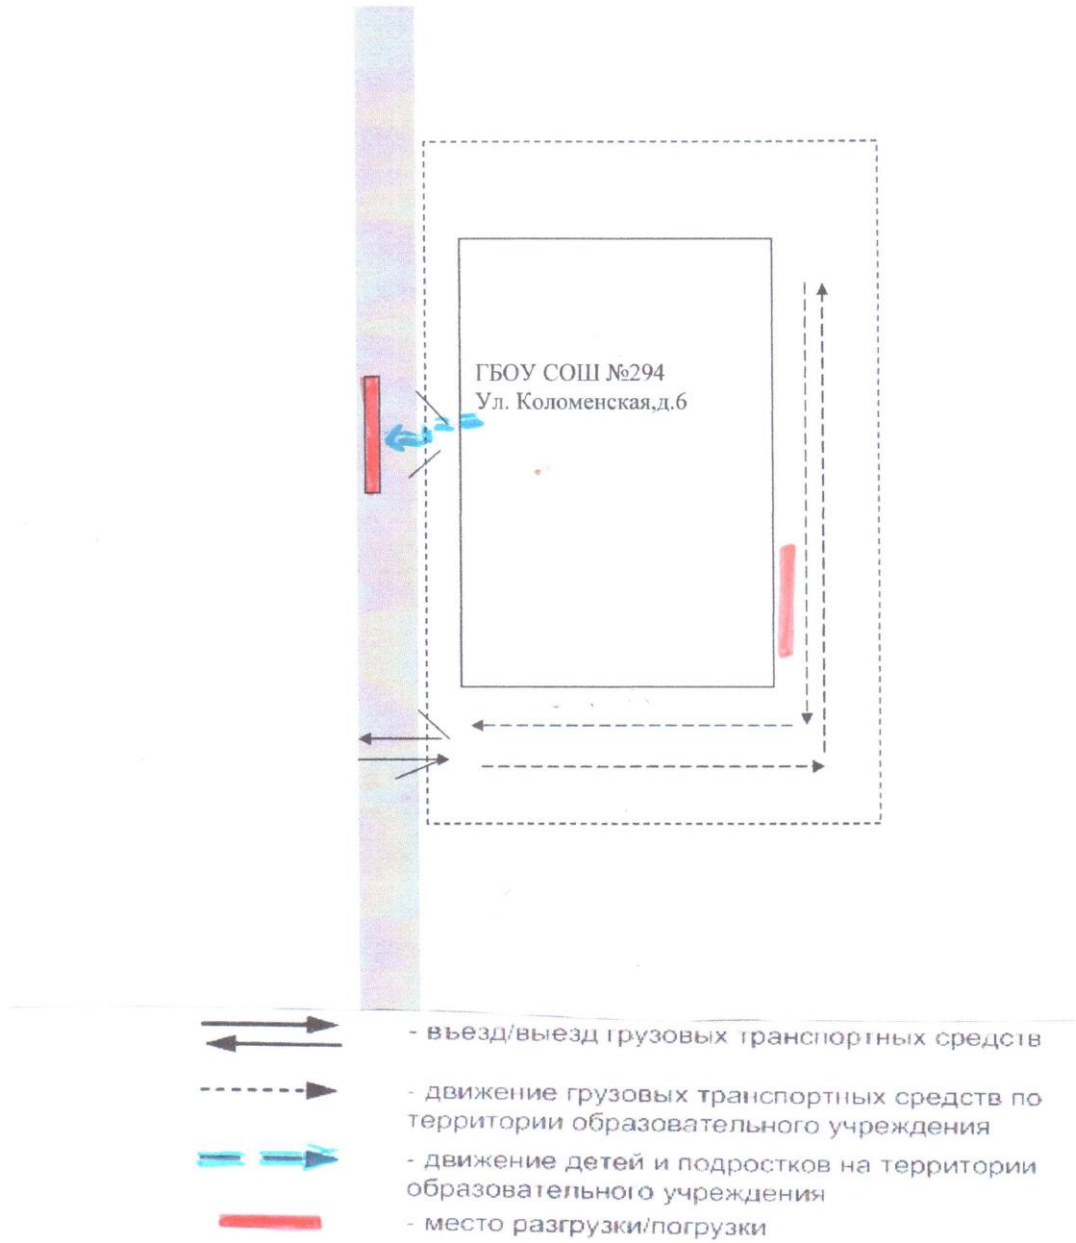 ГБОУ СОШ №294
Ул. Коломенская,д.6
- въезд/выезд грузовых транспортных средств
- движение грузовых транспортных средств по
территории образовательного учреждения
- движение детей и подростков на территории
образовательного учреждения
- место разгрузки/погрузки